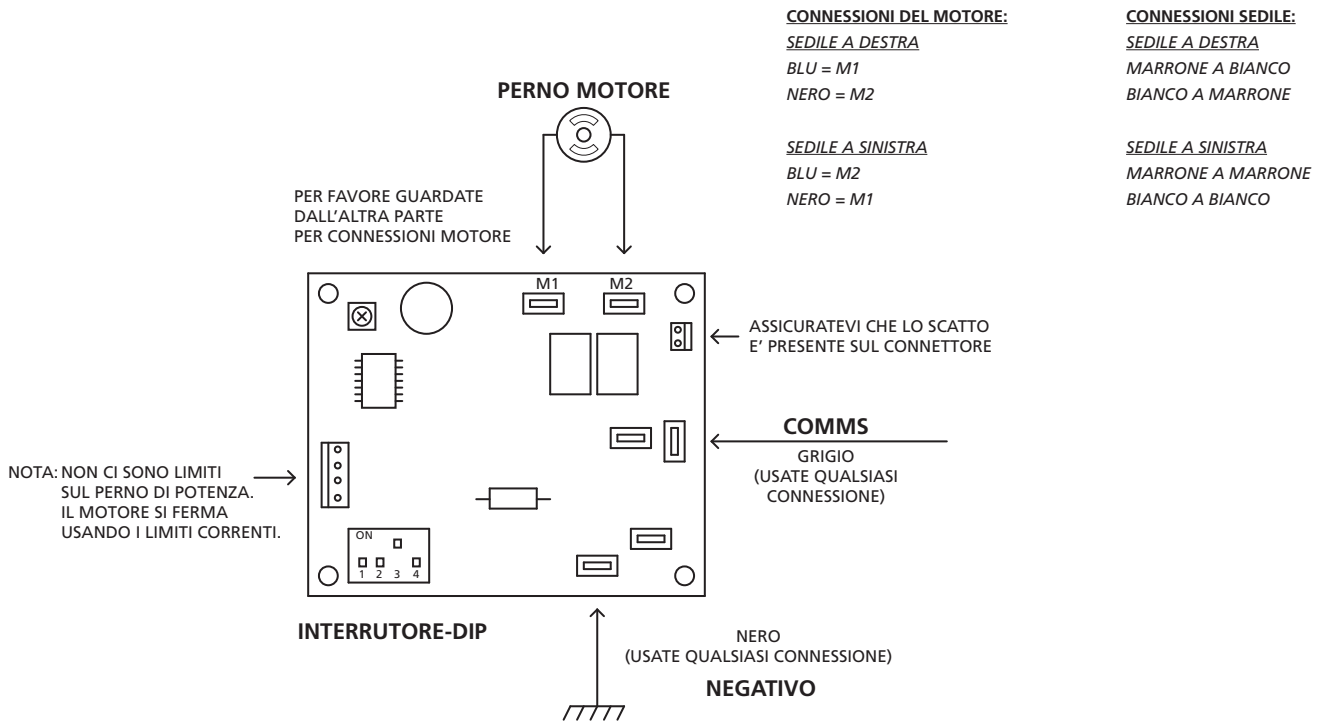 CONNESSIONI DEL MOTORE:
SEDILE A DESTRA
BLU = M1
NERO = M2
SEDILE A SINISTRA
BLU = M2
NERO = M1
CONNESSIONI SEDILE:
SEDILE A DESTRA
MARRONE A BIANCO
BIANCO A MARRONE
SEDILE A SINISTRA
MARRONE A MARRONE
BIANCO A BIANCO
PERNO MOTORE
PER FAVORE GUARDATE
DALL'ALTRA PARTE
PER CONNESSIONI MOTORE
M1 M2
ASSICURATEVI CHE LO SCATTO
E' PRESENTE SUL CONNETTORE
COMMS
GRIGIO
(USATE QUALSIASI
CONNESSIONE)
NOTA: NON CI SONO LIMITI
SUL PERNO DI POTENZA.
IL MOTORE SI FERMA
USANDO I LIMITI CORRENTI.
ON
1 2 3 4
INTERRUTORE-DIP
NERO
(USATE QUALSIASI CONNESSIONE)
NEGATIVO